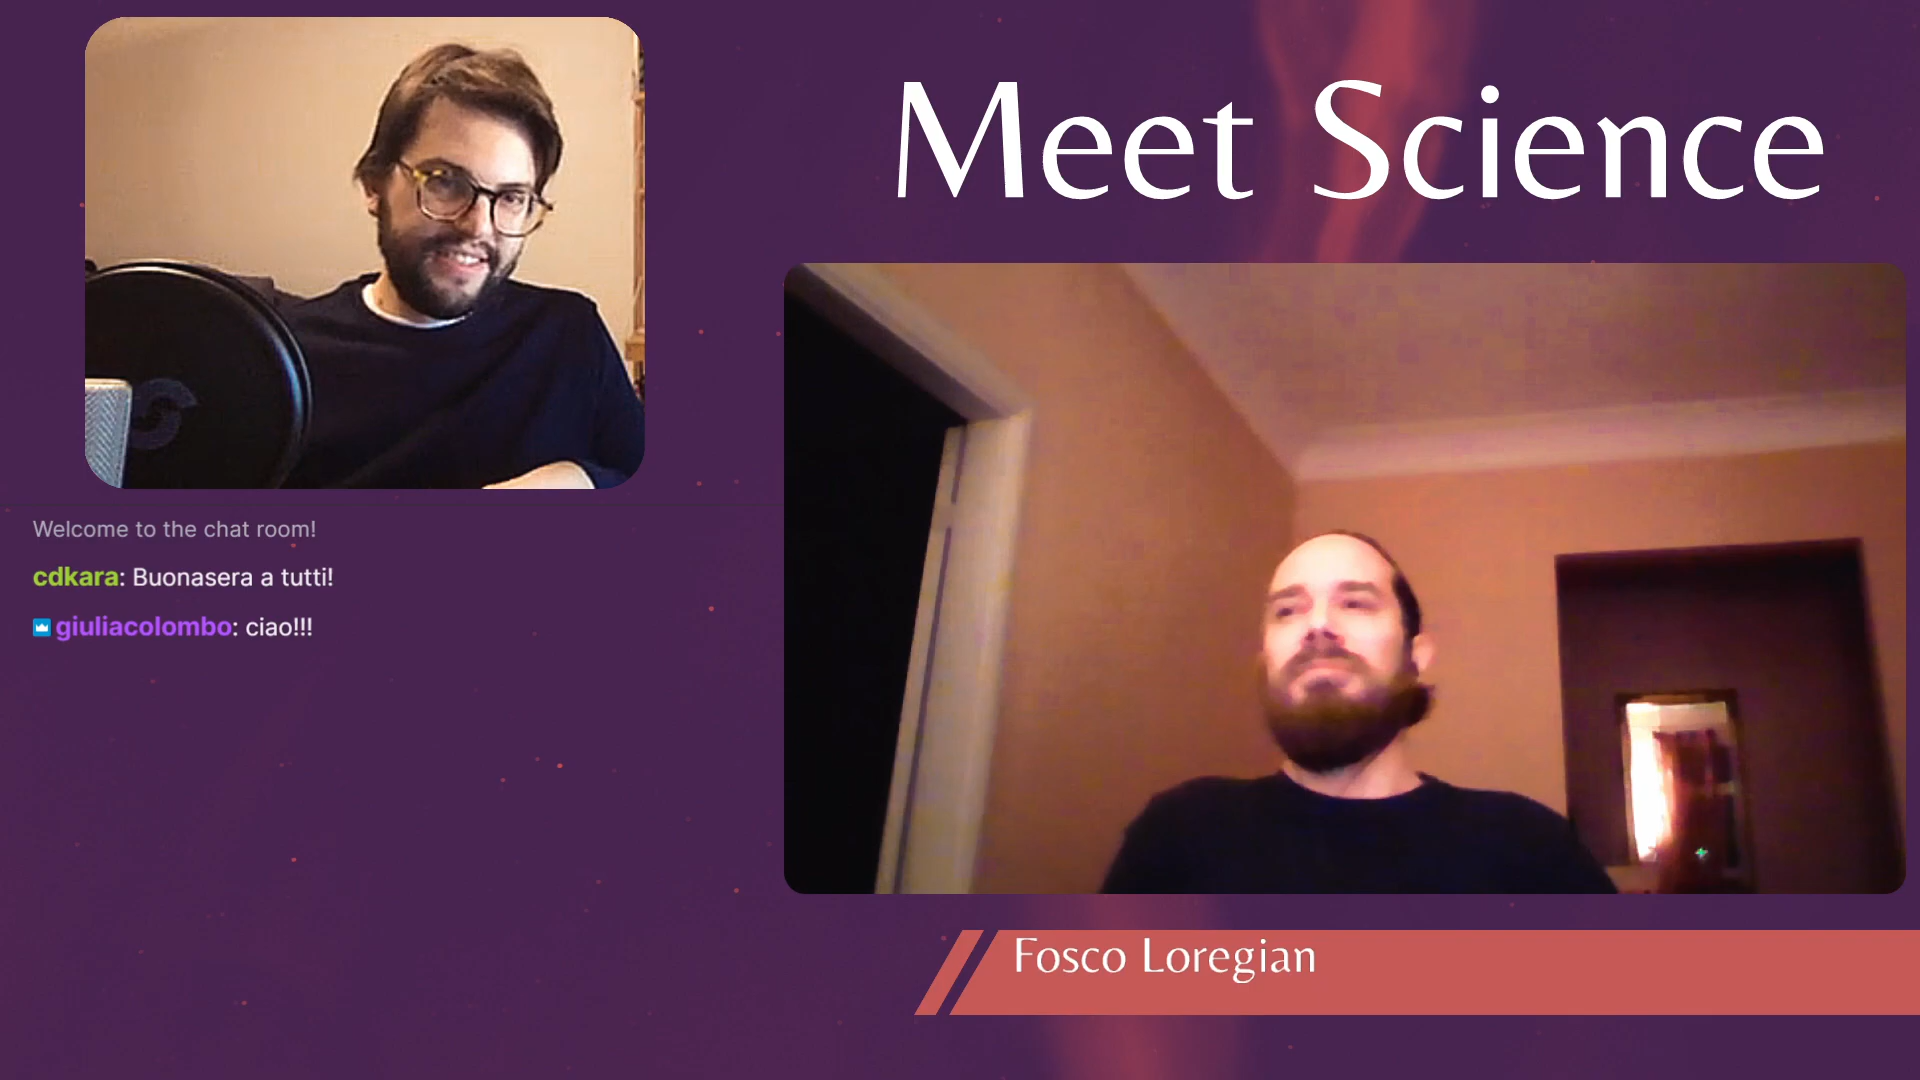 Meet Science
Welcome to the chat room!
cdkara: Buonasera a tutti!
giuliacolombo: ciao!!!
Fosco Loregian